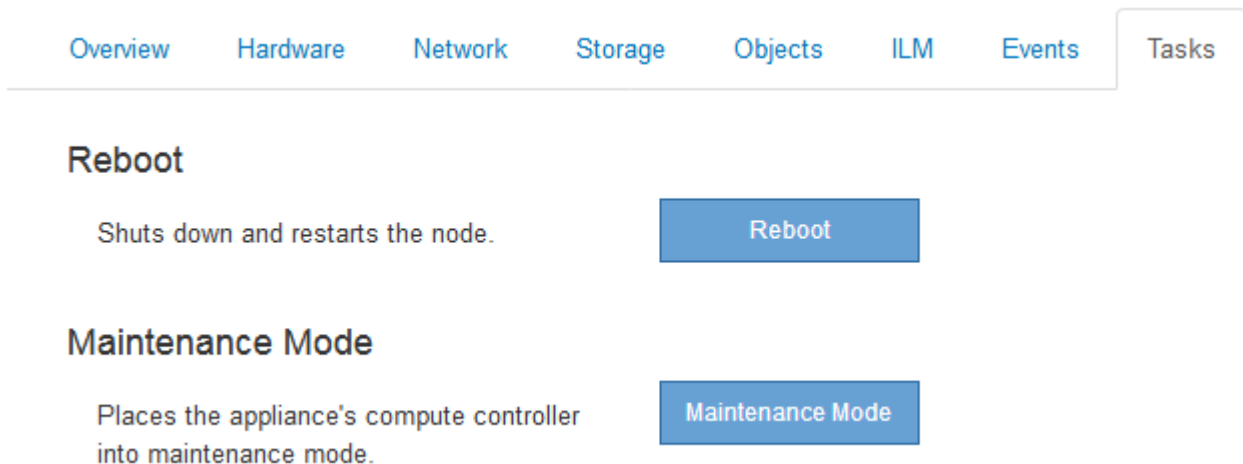 Overview Hardware Network Storage Objects ILM Events Tasks
Reboot
Shuts down and restarts the node.
Reboot
Maintenance Mode
Places the appliance's compute controller
into maintenance mode.
Maintenance Mode